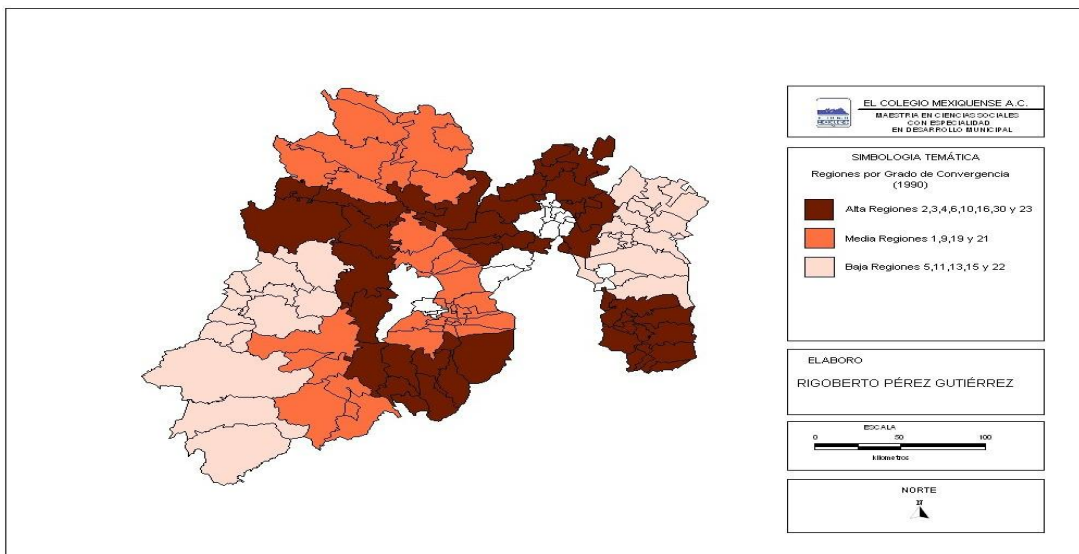 EL COLEGIO MEXIQUENSE A.C.
MAESTRIA EN CIENCIAS SOCIALES
CON ESPECIALIDAD
EN DESARROLLO MUNICIPAL
SIMBOLOGIA TEMÁTICA
Regiones por Grado de Convergencia
(1990)
Alta Regiones 2,3,4,6,10,16,30 y 23
Media Regiones 1,9,19 y 21
Baja Regiones 5,11,13,15 y 22
ELABORO
RIGOBERTO PÉREZ GUTIÉRREZ
ESCALA
0 50 100
kilometros
NORTE
N